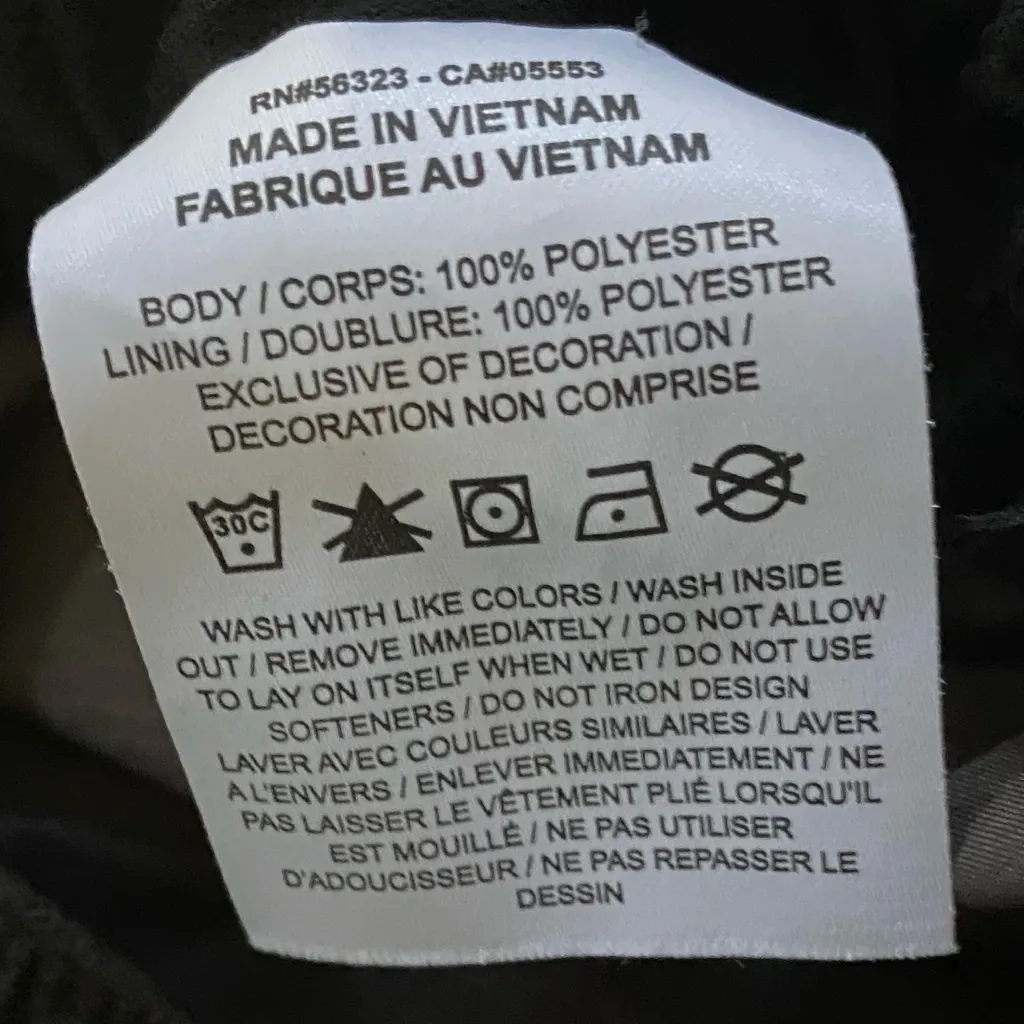 RN#56323 - CA#05553
MADE IN VIETNAM
FABRIQUE AU VIETNAM
BODY / CORPS: 100% POLYESTER
LINING / DOUBLURE: 100% POLYESTER
EXCLUSIVE OF DECORATION /
DECORATION NON COMPRISE
30C
WASH WITH LIKE COLORS / WASH INSIDE
OUT / REMOVE IMMEDIATELY / DO NOT ALLOW
TO LAY ON ITSELF WHEN WET / DO NOT USE
SOFTENERS / DO NOT IRON DESIGN
LAVER AVEC COULEURS SIMILAIRES / LAVER
A L'ENVERS / ENLEVER IMMEDIATEMENT / NE
PAS LAISSER LE VÊTEMENT PLIÉ LORSQU'IL
EST MOUILLÉ / NE PAS UTILISER
D'ADOUCISSEUR / NE PAS REPASSER LE
DESSIN